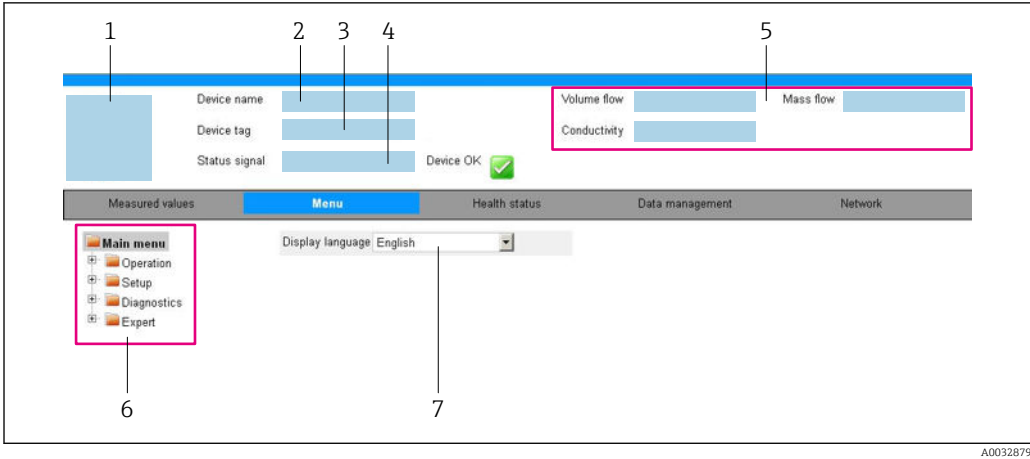 1 2 3 4 5
Device name Volume flow Mass flow
Device tag Conductivity
Status signal Device OK
Measured values Menu Health status Data management Network
Main menu Display language English
Operation
Setup
Diagnostics
Expert
6 7
A0032879